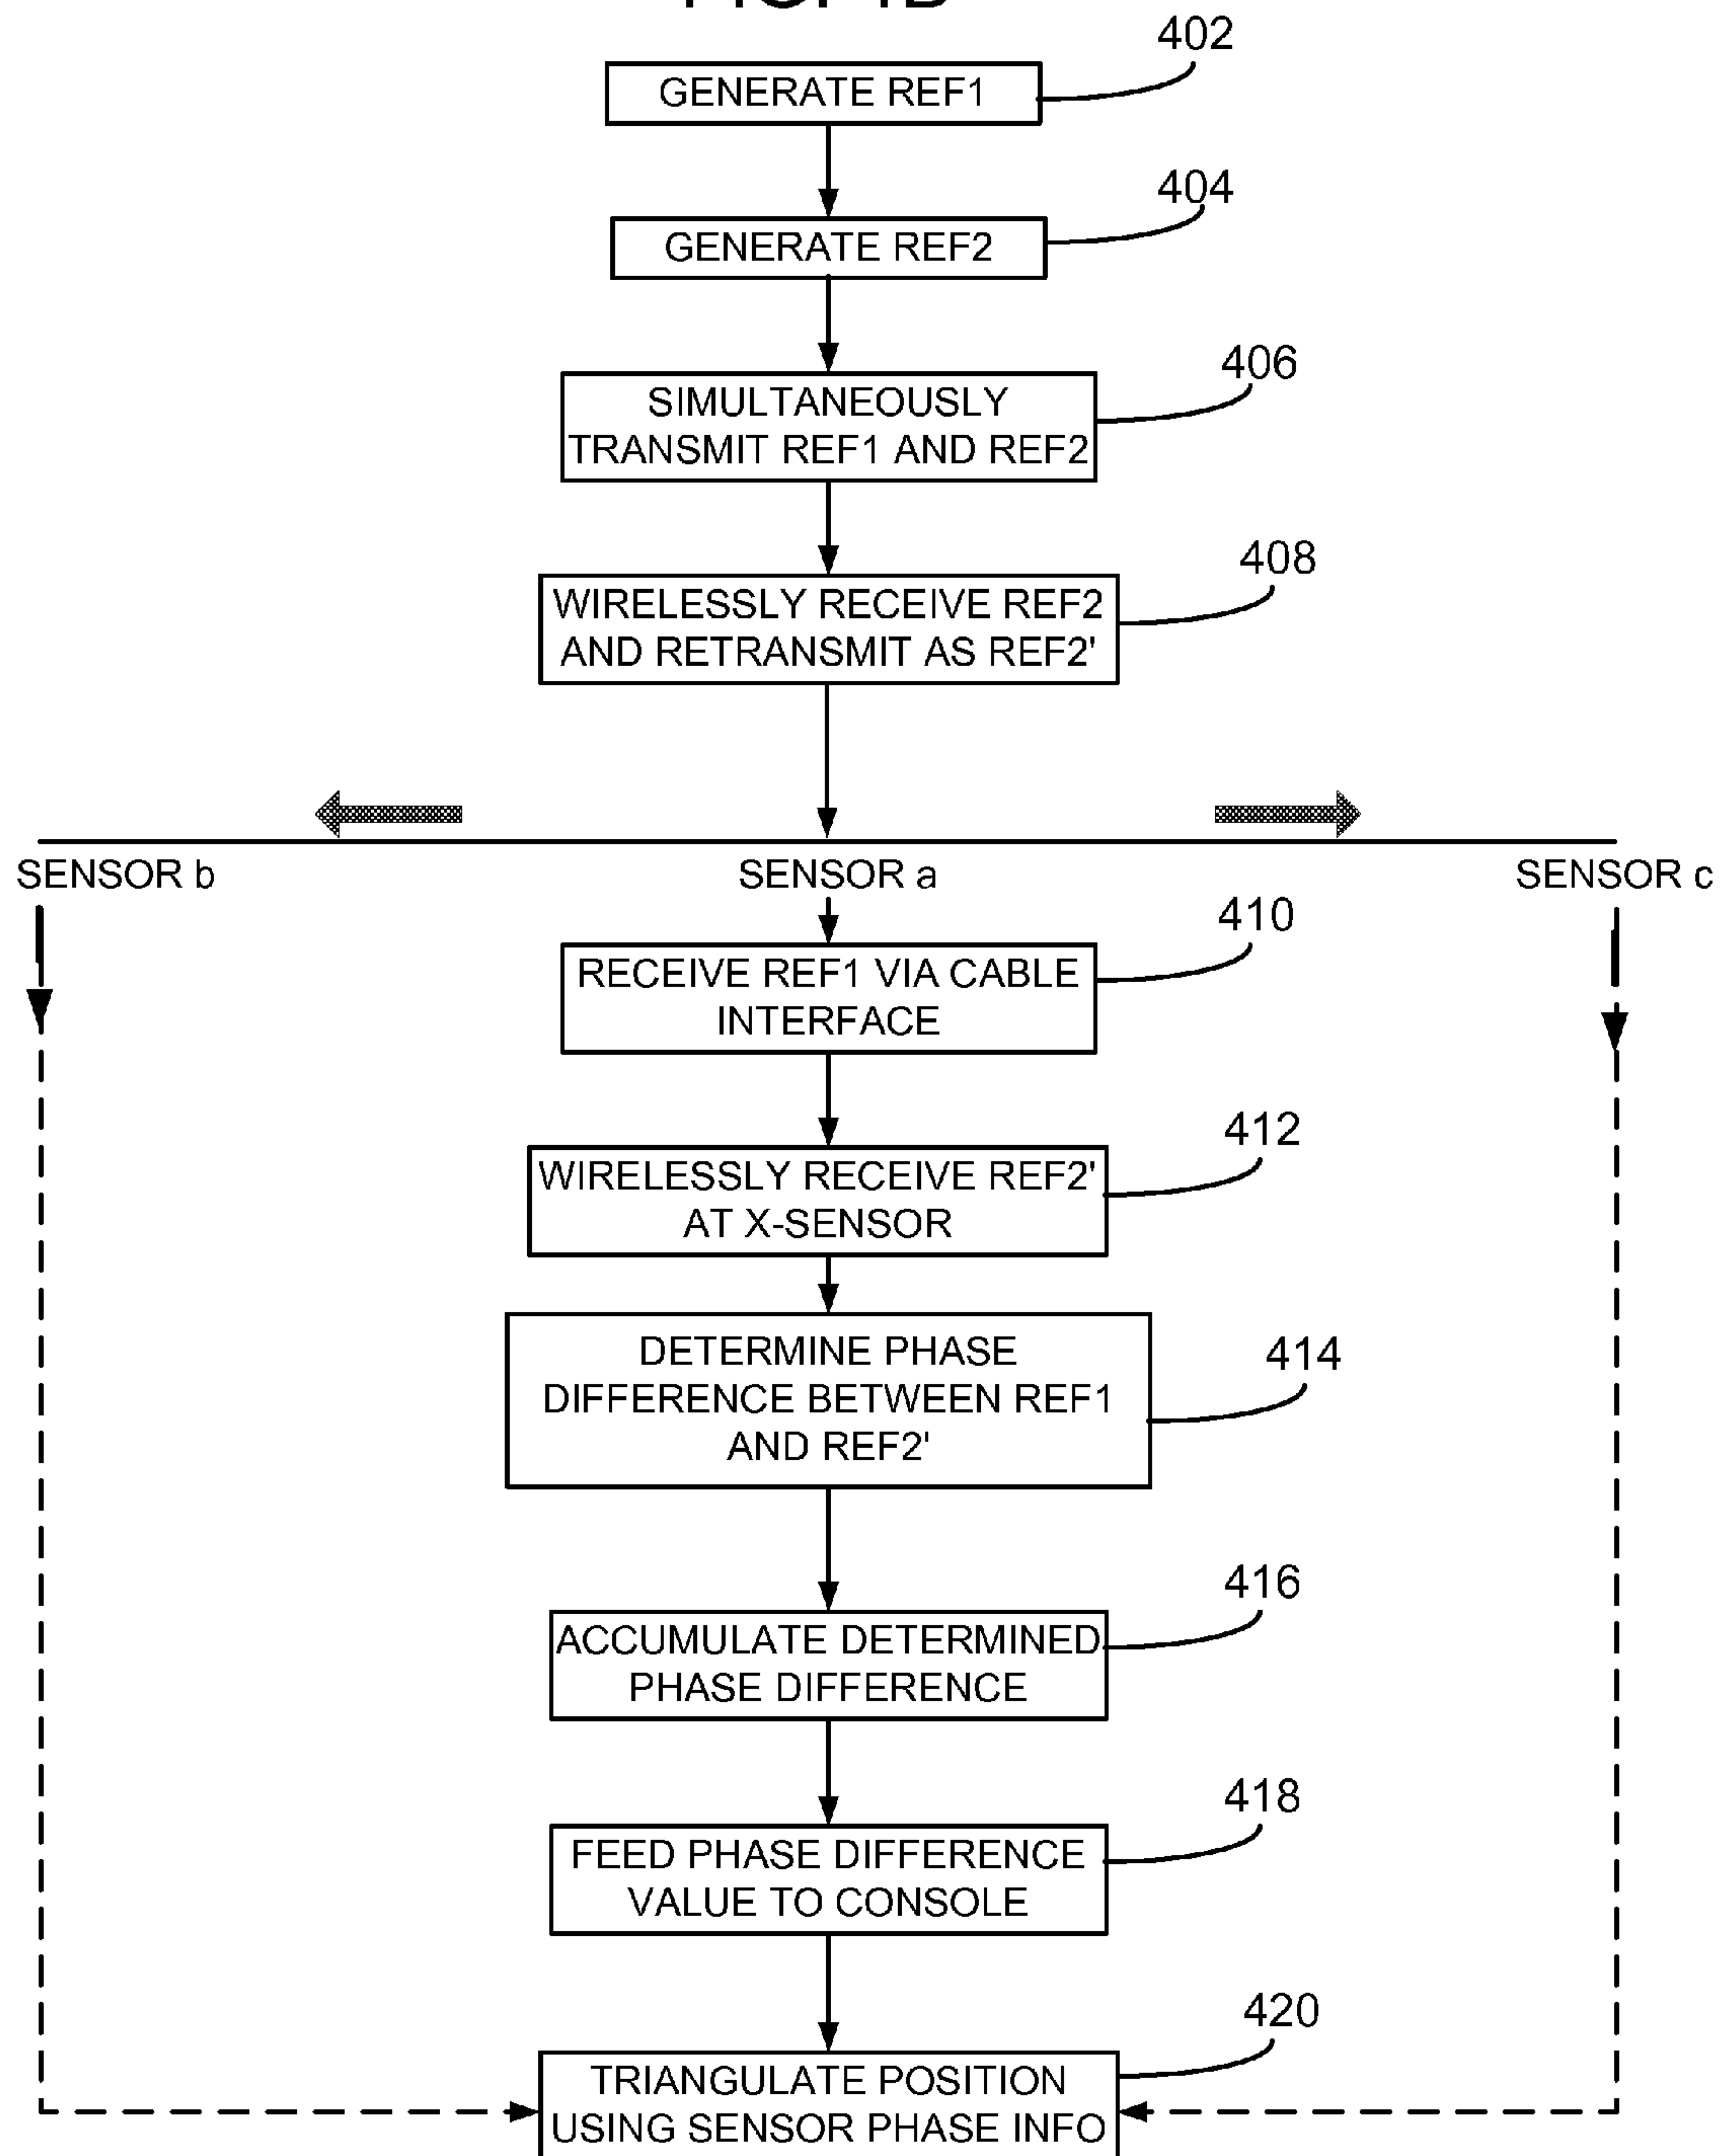 402
GENERATE REF1
404
GENERATE REF2
406
SIMULTANEOUSLY
TRANSMIT REF1 AND REF2
408
WIRELESSLY RECEIVE REF2
AND RETRANSMIT AS REF2'
SENSOR b
SENSOR a
SENSOR c
410
RECEIVE REF1 VIA CABLE
INTERFACE
412
WIRELESSLY RECEIVE REF2'
AT X-SENSOR
414
DETERMINE PHASE
DIFFERENCE BETWEEN REF1
AND REF2'
416
ACCUMULATE DETERMINED
PHASE DIFFERENCE
418
FEED PHASE DIFFERENCE
VALUE TO CONSOLE
420
TRIANGULATE POSITION
USING SENSOR PHASE INFO